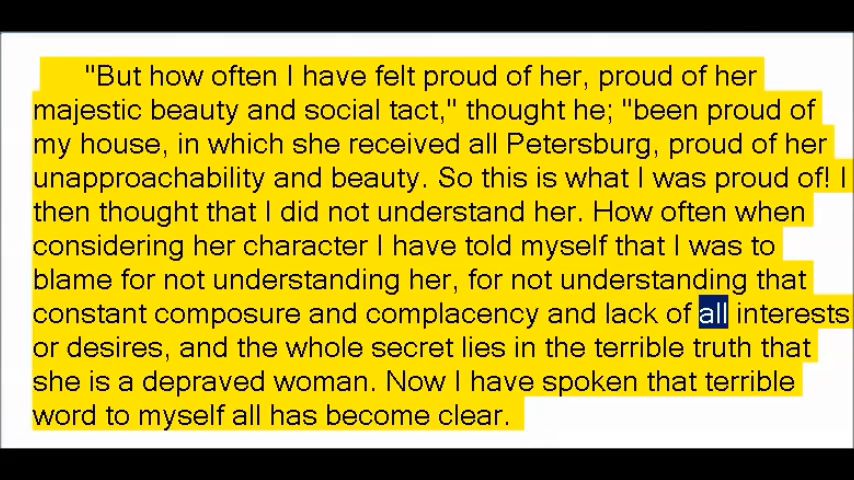 "But how often I have felt proud of her, proud of her
majestic beauty and social tact," thought he; "been proud of
my house, in which she received all Petersburg, proud of her
unapproachability and beauty. So this is what I was proud of! I
then thought that I did not understand her. How often when
considering her character I have told myself that I was to
blame for not understanding her, for not understanding that
constant composure and complacency and lack of all interests
or desires, and the whole secret lies in the terrible truth that
she is a depraved woman. Now I have spoken that terrible
word to myself all has become clear.